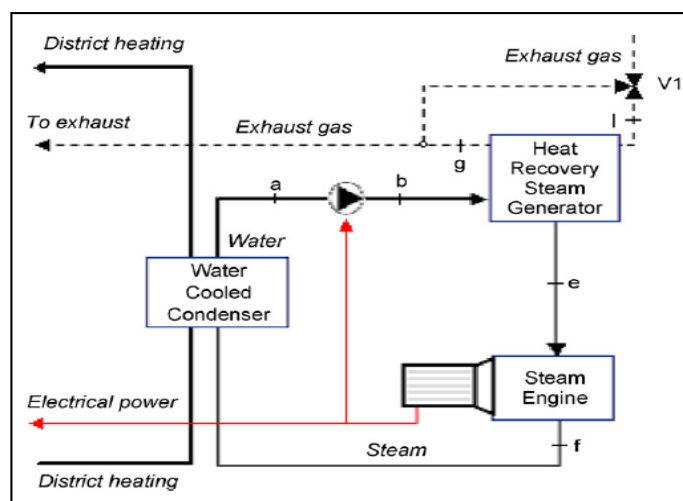 District heating
Exhaust gas
V1
To exhaust
Exhaust gas
l
g
Heat
Recovery
Steam
Generator
a
b
Water
Water
Cooled
Condenser
e
Steam
Engine
Electrical power
Steam
f
District heating